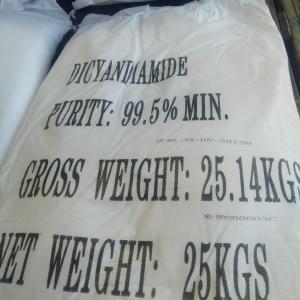 DICYANDIAMIDE
PURITY: 99.5% MIN.
GROSS WEIGHT: 25.14KGS
NET WEIGHT: 25KGS